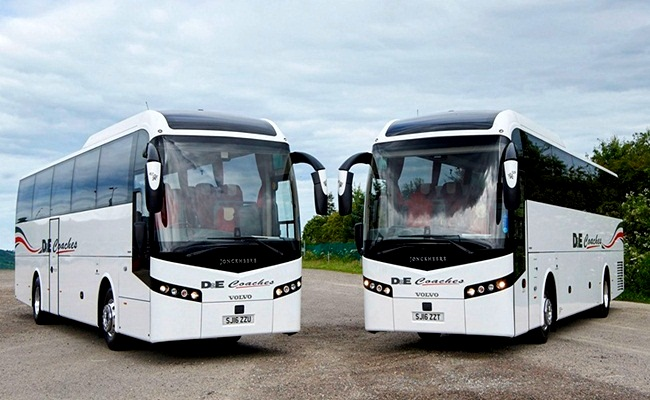 D&E Coaches
JONCKHEERE
D&E Coaches
VOLVO
SJ16 ZZU
JONCKHEERE
D&E Coaches
VOLVO
SJ16 ZZT
D&E Coaches